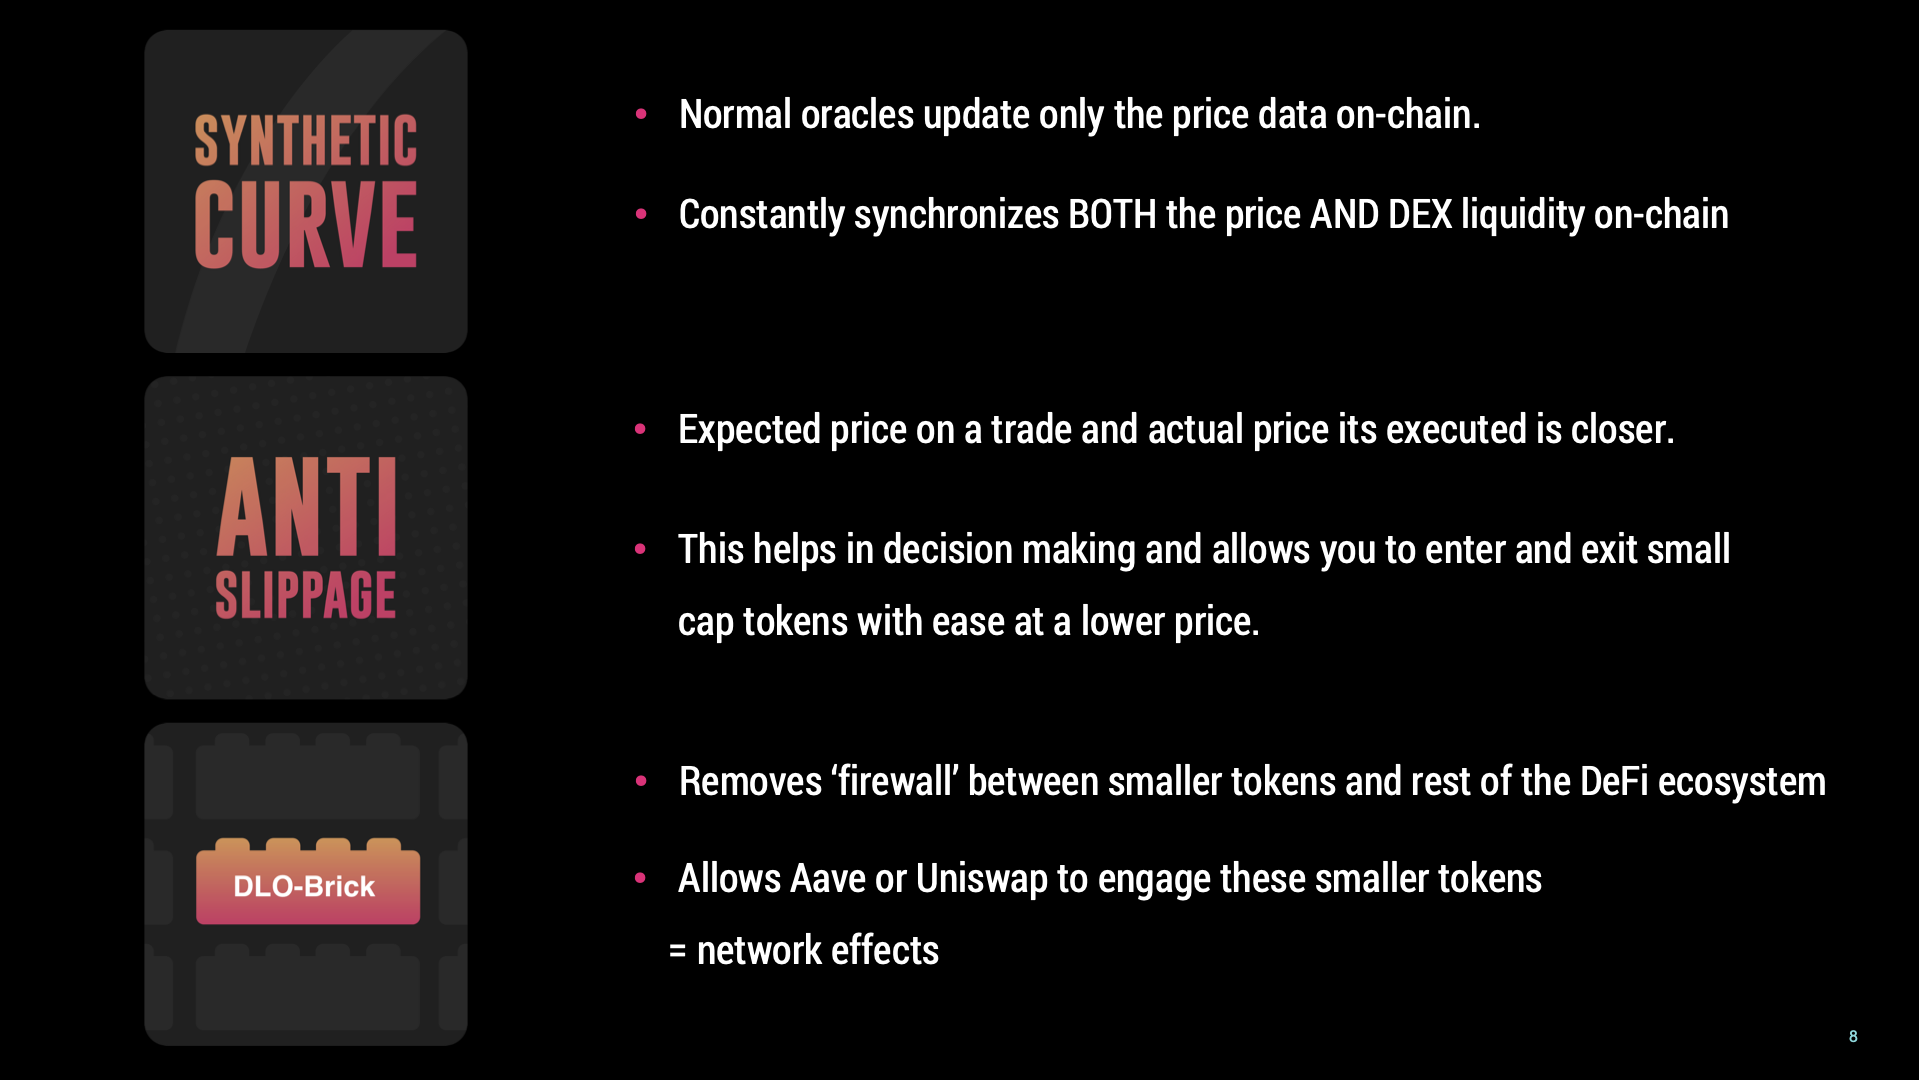 SYNTHETIC
CURVE
• Normal oracles update only the price data on-chain.
• Constantly synchronizes BOTH the price AND DEX liquidity on-chain
ANTI
SLIPPAGE
• Expected price on a trade and actual price its executed is closer.
• This helps in decision making and allows you to enter and exit small
cap tokens with ease at a lower price.
DLO-Brick
• Removes ‘firewall’ between smaller tokens and rest of the DeFi ecosystem
• Allows Aave or Uniswap to engage these smaller tokens
= network effects
8